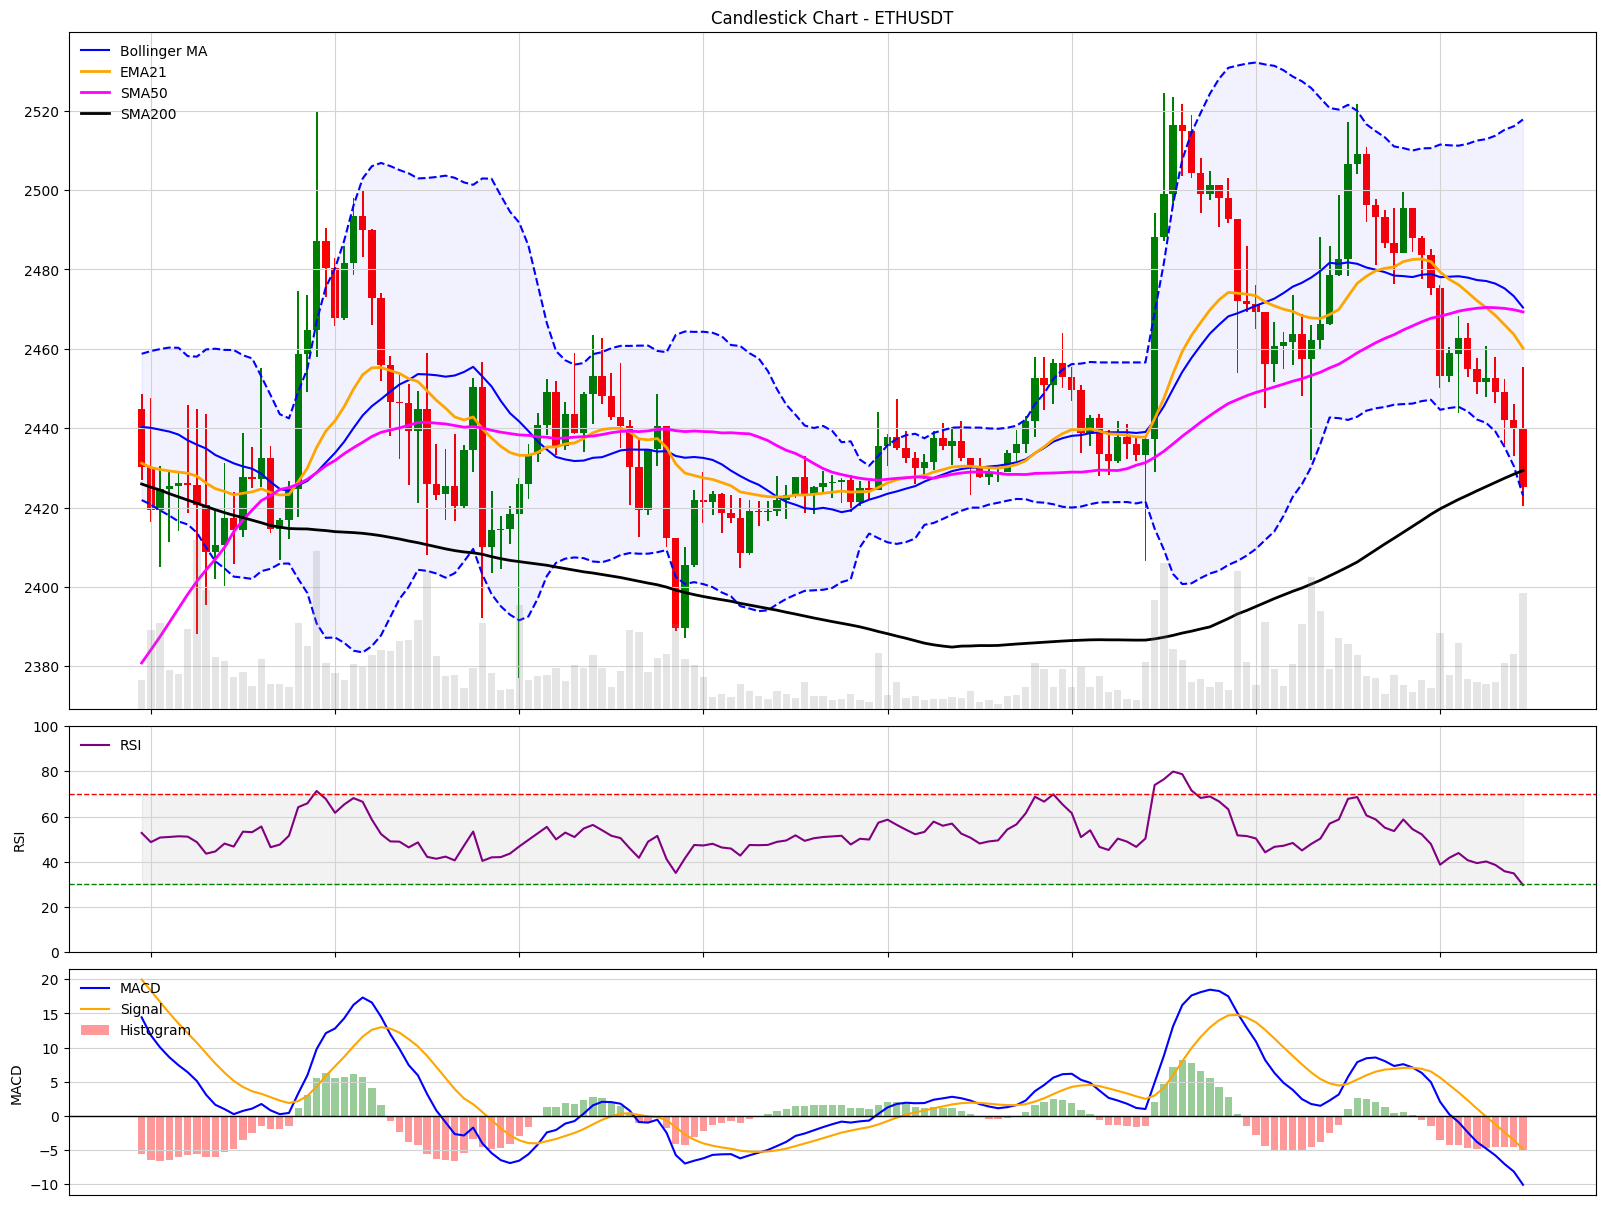 Candlestick Chart - ETHUSDT
Bollinger MA
EMA21
SMA50
SMA200
2520
2500
2480
2460
2440
2420
2400
2380
RSI
100
80
60
40
20
0
RSI
MACD
Signal
Histogram
20
15
10
5
0
−5
−10
MACD